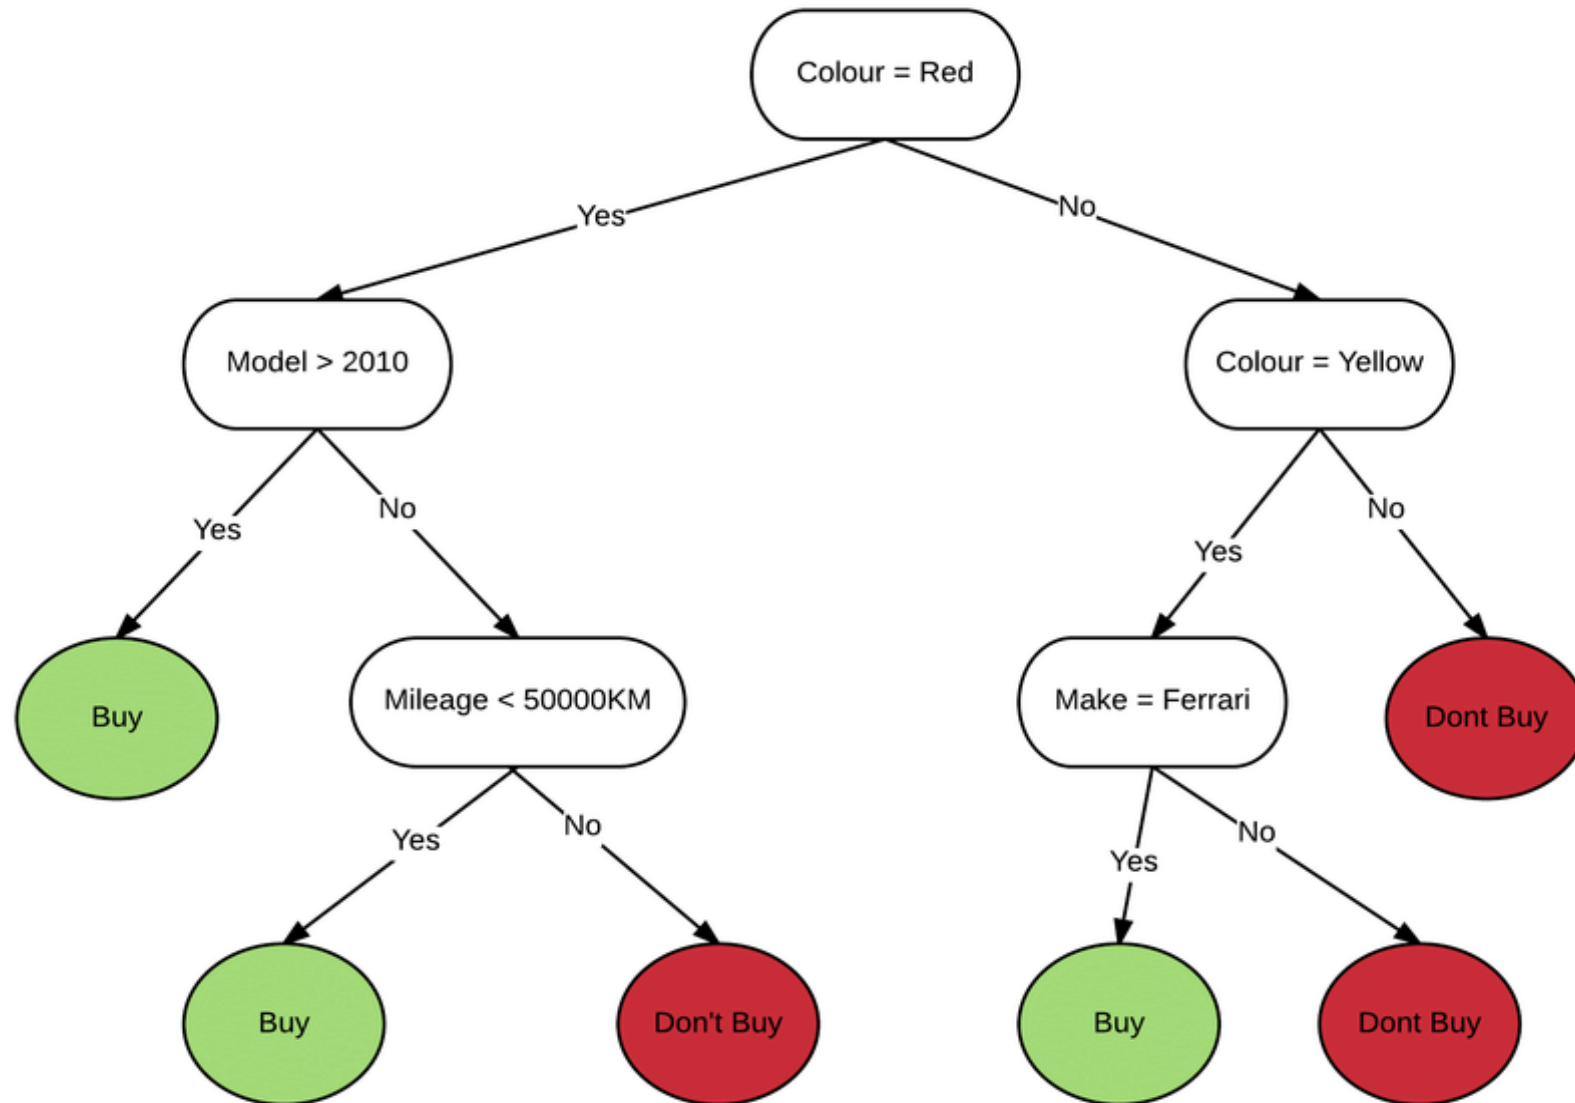 Colour = Red
Yes
No
Model > 2010
Colour = Yellow
Yes
No
Yes
No
Buy
Mileage < 50000KM
Make = Ferrari
Dont Buy
Yes
No
Yes
No
Buy
Don't Buy
Buy
Dont Buy